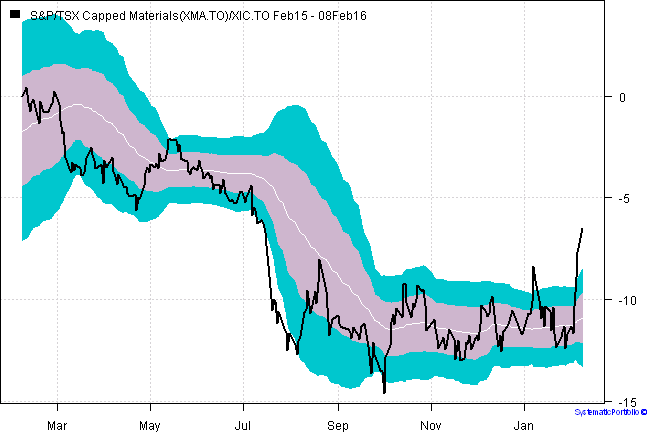 S&P/TSX Capped Materials(XMA.TO)/XIC.TO Feb15 - 08Feb16
0
-5
-10
-15
Mar May Jul Sep Nov Jan
SystematicPortfolio ©